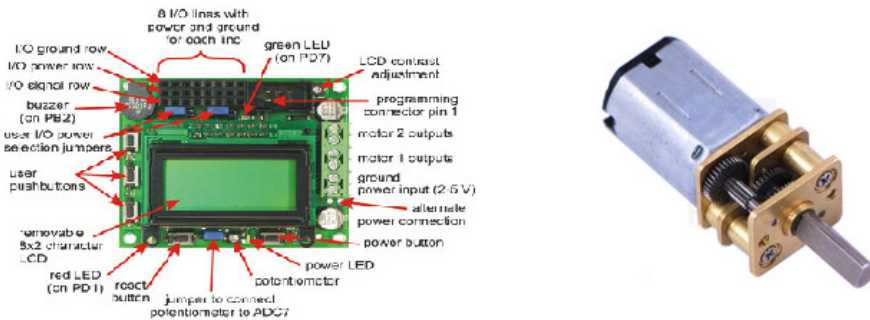 8 I/O lines with
power and ground
for each line
green LED
(on PD7)
LCD contrast
adjustment
I/O ground row
I/O power row
I/O signal row
buzzer
(on PB2)
user I/O power
selection jumpers
user
pushbuttons
removable
8x2 character
LCD
red LED
(on PD1)
reset
button
jumper to connect
potentiometer to ADC7
potentiometer
power LED
power button
alternate
power connection
power input (2-5 V)
ground
motor 1 outputs
motor 2 outputs
programming
connector pin 1